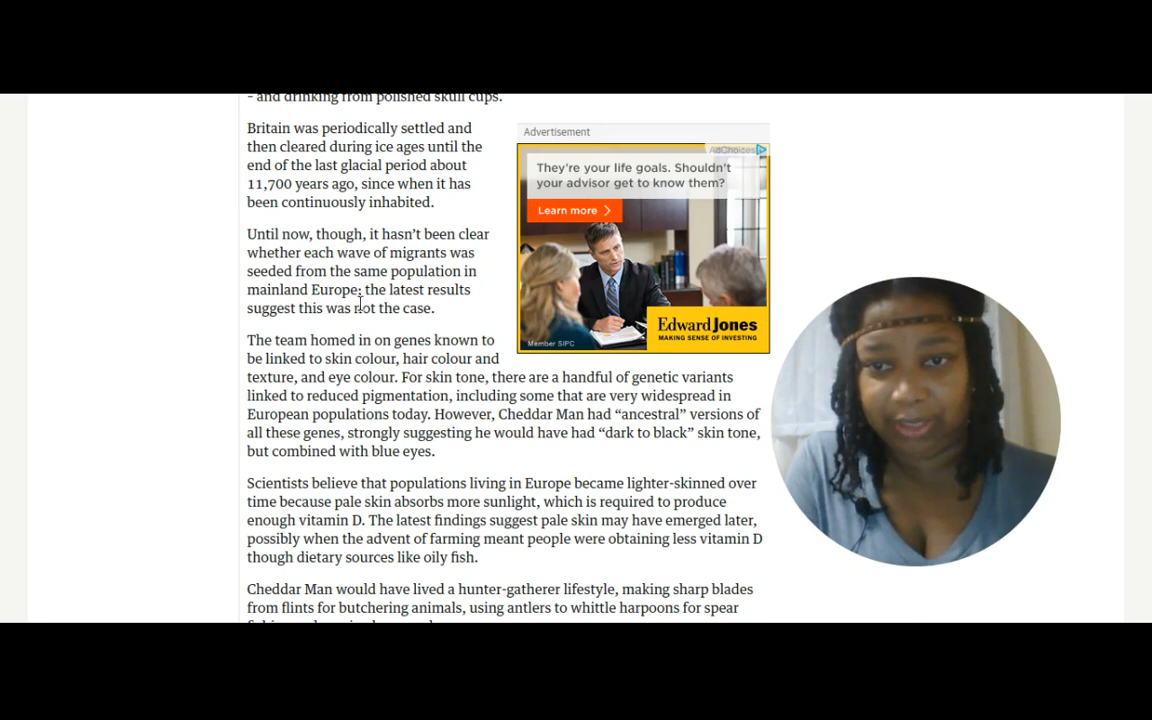 – and drinking from polished skull cups.
Britain was periodically settled and
then cleared during ice ages until the
end of the last glacial period about
11,700 years ago, since when it has
been continuously inhabited.
Until now, though, it hasn’t been clear
whether each wave of migrants was
seeded from the same population in
mainland Europe; the latest results
suggest this was not the case.
Advertisement
AdChoices
They’re your life goals. Shouldn’t
your advisor get to know them?
Learn more >
Edward Jones
MAKING SENSE OF INVESTING
Member SIPC
The team homed in on genes known to
be linked to skin colour, hair colour and
texture, and eye colour. For skin tone, there are a handful of genetic variants
linked to reduced pigmentation, including some that are very widespread in
European populations today. However, Cheddar Man had “ancestral” versions of
all these genes, strongly suggesting he would have had “dark to black” skin tone,
but combined with blue eyes.
Scientists believe that populations living in Europe became lighter-skinned over
time because pale skin absorbs more sunlight, which is required to produce
enough vitamin D. The latest findings suggest pale skin may have emerged later,
possibly when the advent of farming meant people were obtaining less vitamin D
though dietary sources like oily fish.
Cheddar Man would have lived a hunter-gatherer lifestyle, making sharp blades
from flints for butchering animals, using antlers to whittle harpoons for spear